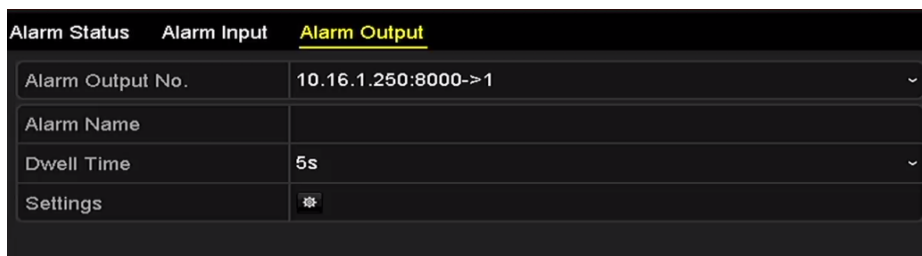 Alarm Status Alarm Input Alarm Output
Alarm Output No. 10.16.1.250:8000->1
Alarm Name
Dwell Time 5s
Settings